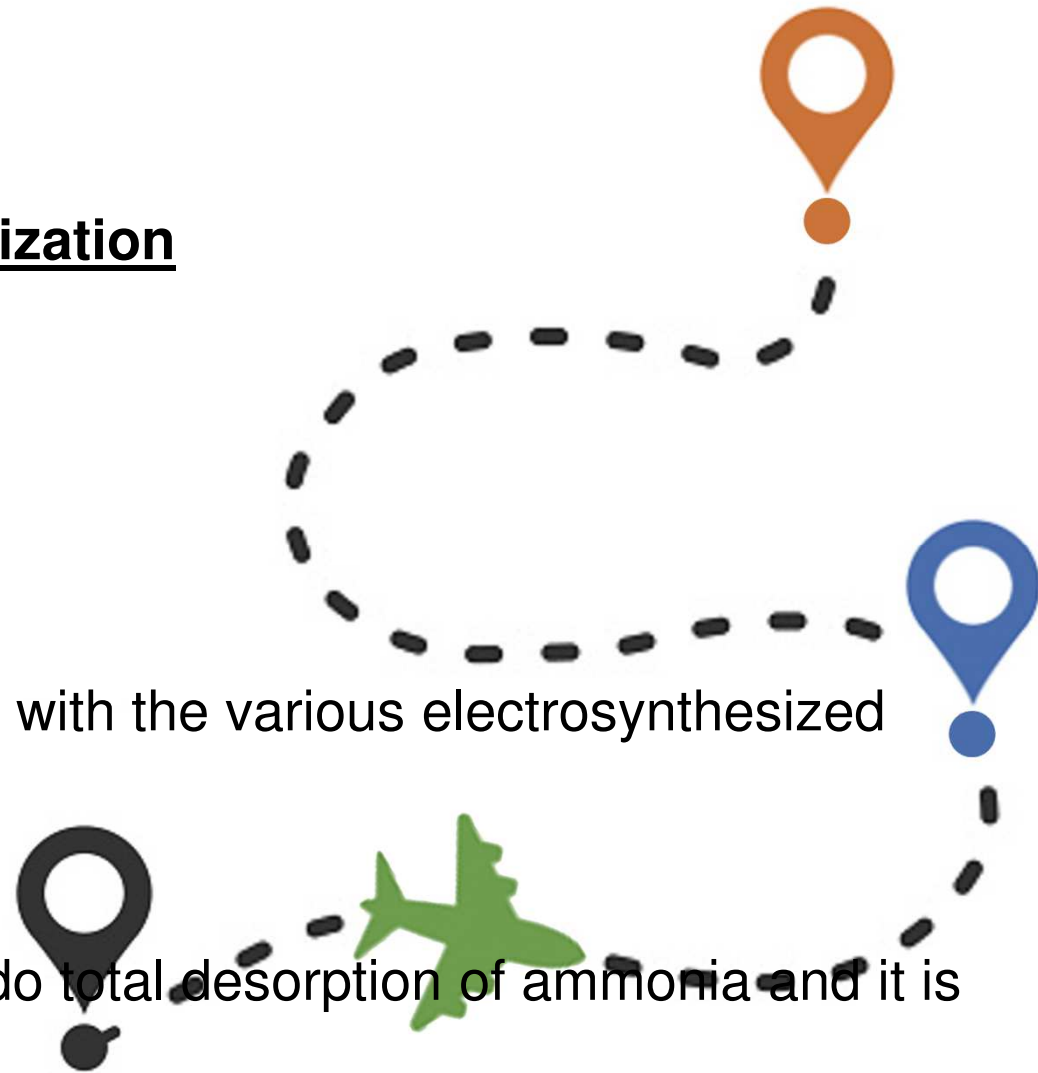 ization
with the various electrosynthesized
do total desorption of ammonia and it is